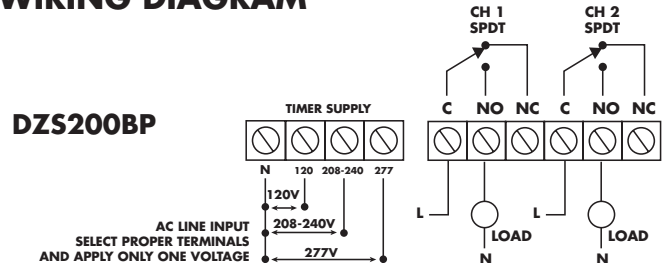 WIRING DIAGRAM
CH 1 CH 2
SPDT SPDT
DZS200BP
TIMER SUPPLY
C NO NC C NO NC
N 120 208-240 277
120V
208-240V
277V
AC LINE INPUT
SELECT PROPER TERMINALS
AND APPLY ONLY ONE VOLTAGE
L L
LOAD LOAD
N N